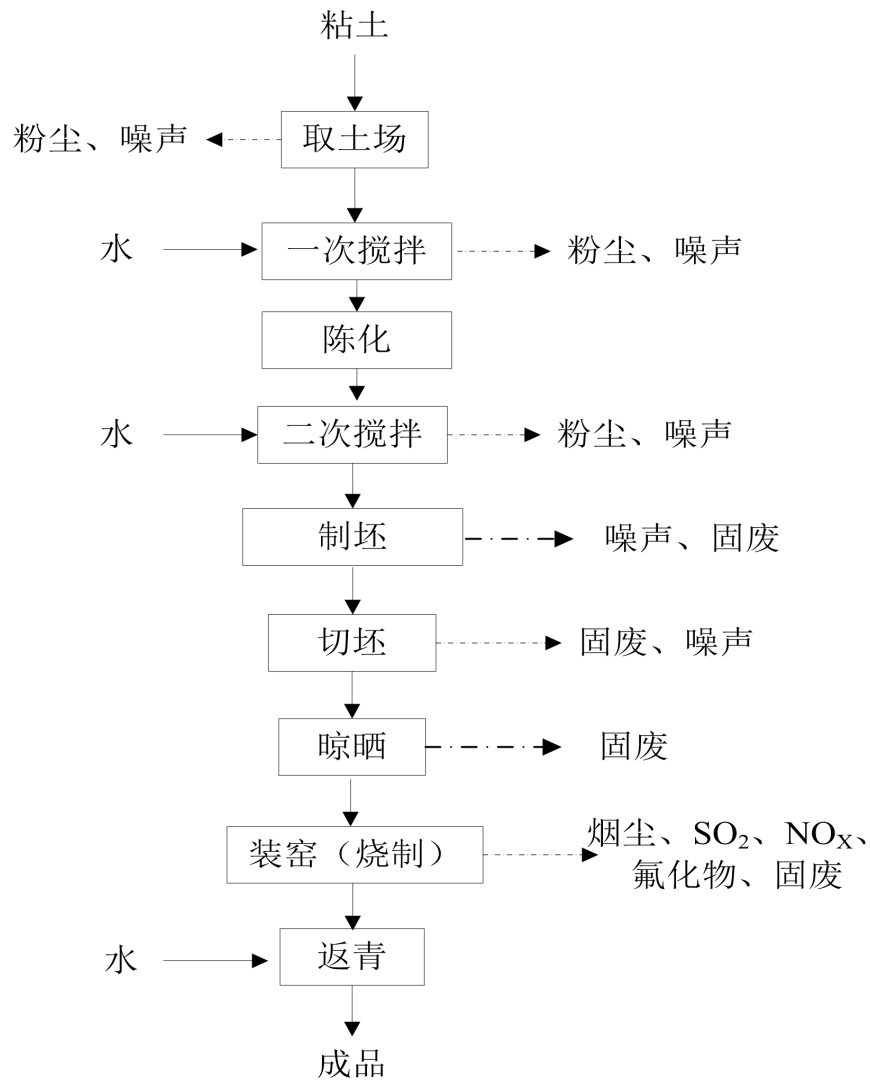 粘土
粉尘、噪声
取土场
水
一次搅拌
粉尘、噪声
陈化
水
二次搅拌
粉尘、噪声
制坯
噪声、固废
切坯
固废、噪声
晾晒
固废
装窑（烧制）
烟尘、SO₂、NOₓ、
氟化物、固废
水
返青
成品